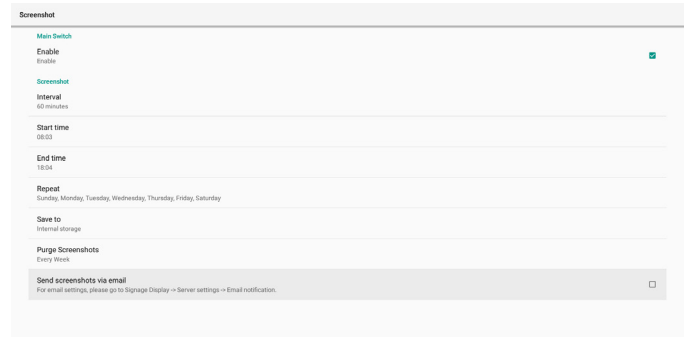 Screenshot
Main Switch
Enable
Enable
Screenshot
Interval
60 minutes
Start time
08:03
End time
18:04
Repeat
Sunday, Monday, Tuesday, Wednesday, Thursday, Friday, Saturday
Save to
Internal storage
Purge Screenshots
Every Week
Send screenshots via email
For email settings, please go to Signage Display -> Server settings -> Email notification.